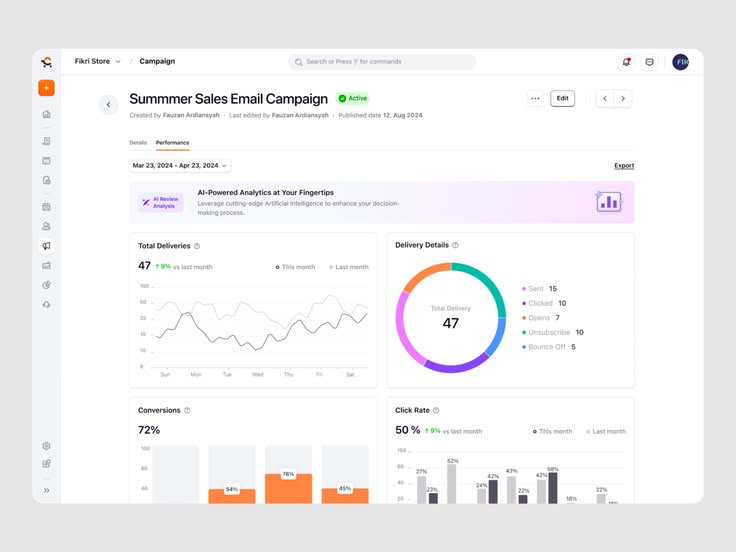 Fikri Store / Campaign
Search or Press '/' for commands
FIK
+
Summmer Sales Email Campaign
Active
Edit
Created by Fauzan Ardiansyah · Last edited by Fauzan Ardiansyah · Published date 12, Aug 2024
Details Performance
Mar 23, 2024 - Apr 23, 2024
Export
AI Review
Analysis
AI-Powered Analytics at Your Fingertips
Leverage cutting-edge Artificial Intelligence to enhance your decision-
making process.
Total Deliveries
47 ↑ 9% vs last month
This month Last month
100
50
20
10
10
0
Sun Mon Tue Wed Thu Fri Sat
Delivery Details
Total Delivery
47
Sent 15
Clicked 10
Opens 7
Unsubscribe 10
Bounce Off 5
Conversions
72%
100
40
54%
78%
45%
Click Rate
50 % ↑ 9% vs last month
This month Last month
100
60
40
20
27%
23%
52%
24%
42%
43%
22%
42%
58%
18%
22%